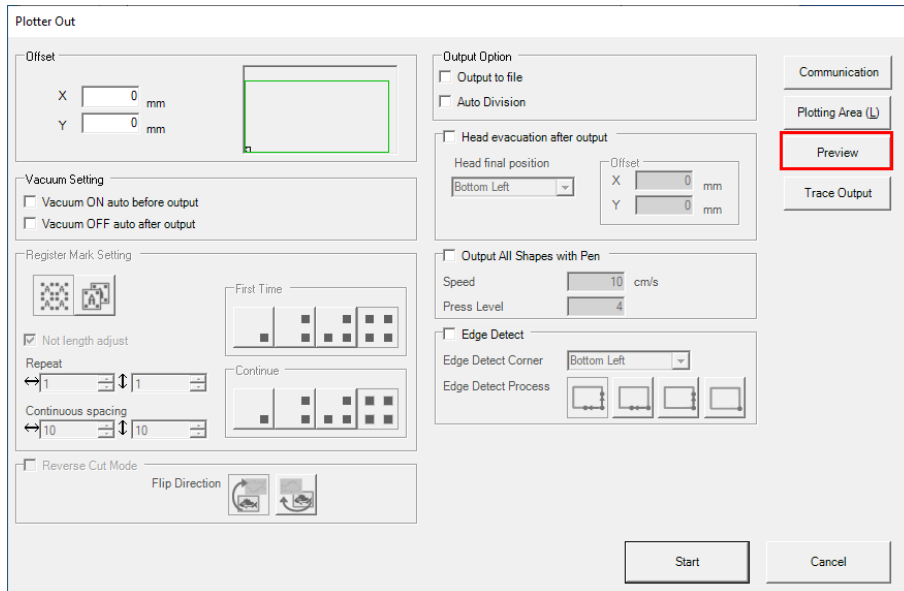 Plotter Out
Offset
X 0 mm
Y 0 mm
Vacuum Setting
Vacuum ON auto before output
Vacuum OFF auto after output
Register Mark Setting
Not length adjust
Repeat
1 1
Continuous spacing
10 10
First Time
Continue
Reverse Cut Mode
Flip Direction
Output Option
Output to file
Auto Division
Head evacuation after output
Head final position
Bottom Left
Offset
X 0 mm
Y 0 mm
Output All Shapes with Pen
Speed 10 cm/s
Press Level 4
Edge Detect
Edge Detect Corner Bottom Left
Edge Detect Process
Communication
Plotting Area (L)
Preview
Trace Output
Start Cancel